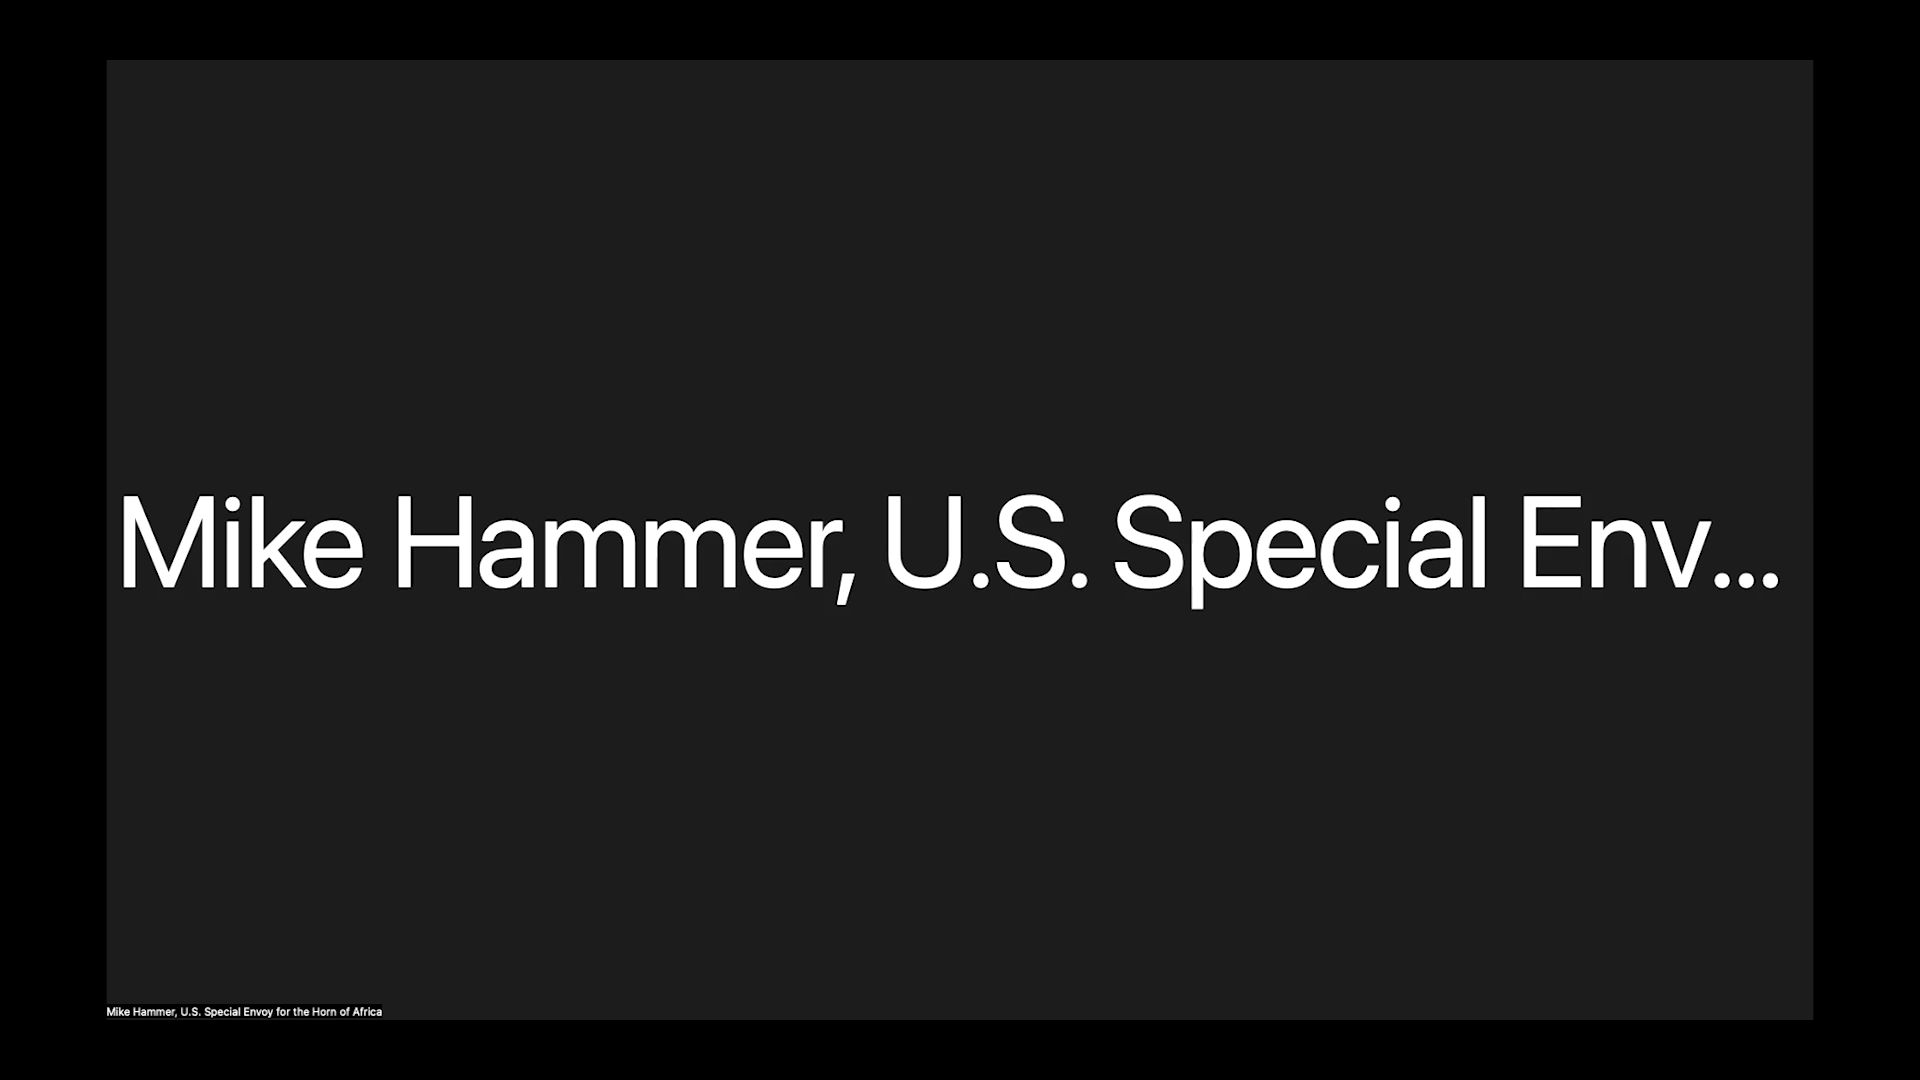 Mike Hammer, U.S. Special Env...
Mike Hammer, U.S. Special Envoy for the Horn of Africa